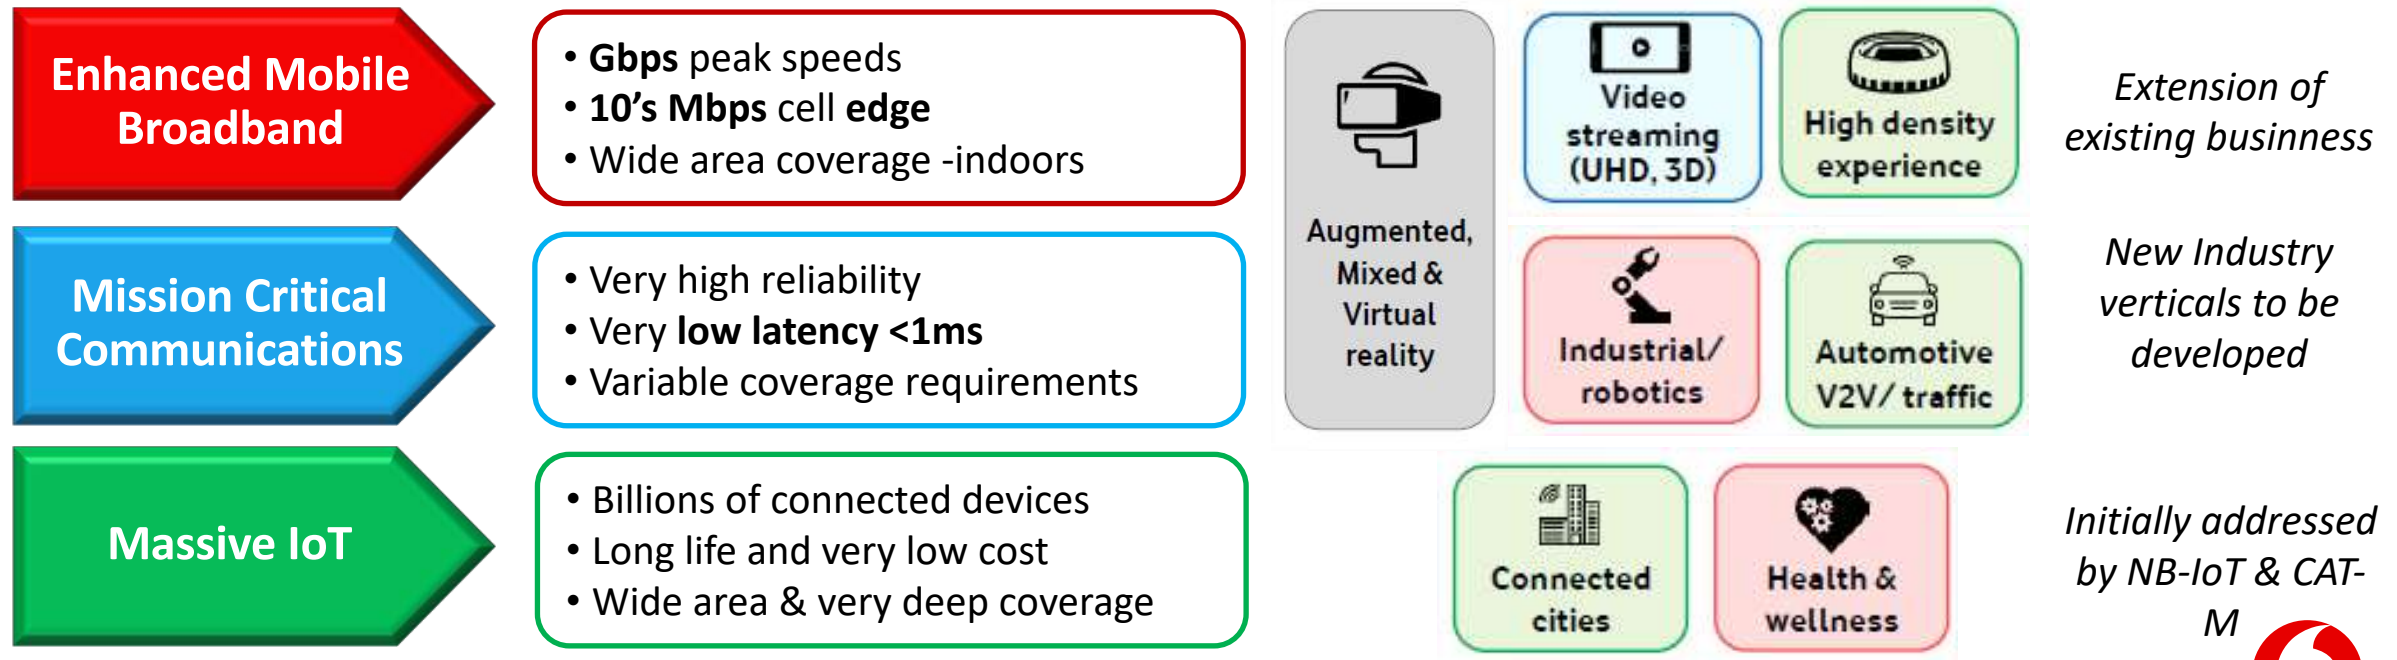 Enhanced Mobile
Broadband
• Gbps peak speeds
• 10's Mbps cell edge
• Wide area coverage -indoors
Augmented,
Mixed &
Virtual
reality
Video
streaming
(UHD, 3D)
High density
experience
Extension of
existing businness
Mission Critical
Communications
• Very high reliability
• Very low latency <1ms
• Variable coverage requirements
Industrial/
robotics
Automotive
V2V/ traffic
New Industry
verticals to be
developed
Massive IoT
• Billions of connected devices
• Long life and very low cost
• Wide area & very deep coverage
Connected
cities
Health &
wellness
Initially addressed
by NB-IoT & CAT-
M